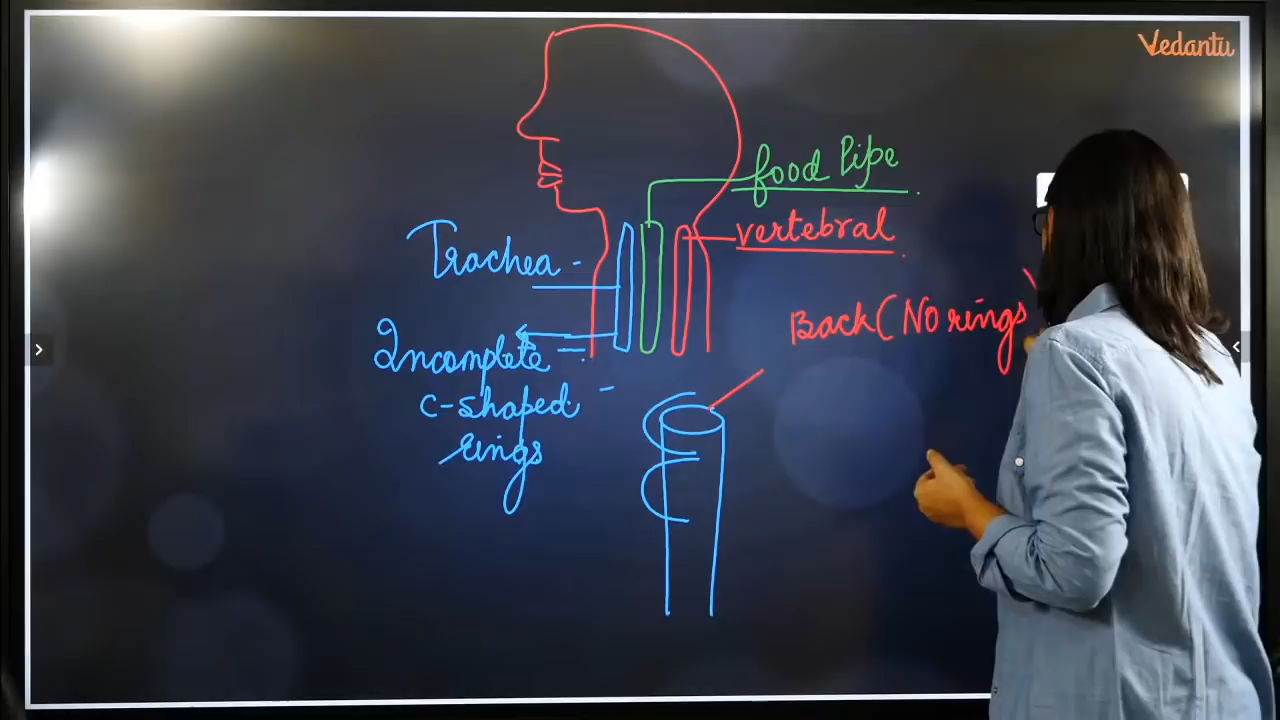 Vedantu
food Pipe
vertebral
Trachea
Back (No rings
Incomplete
C-shaped
rings